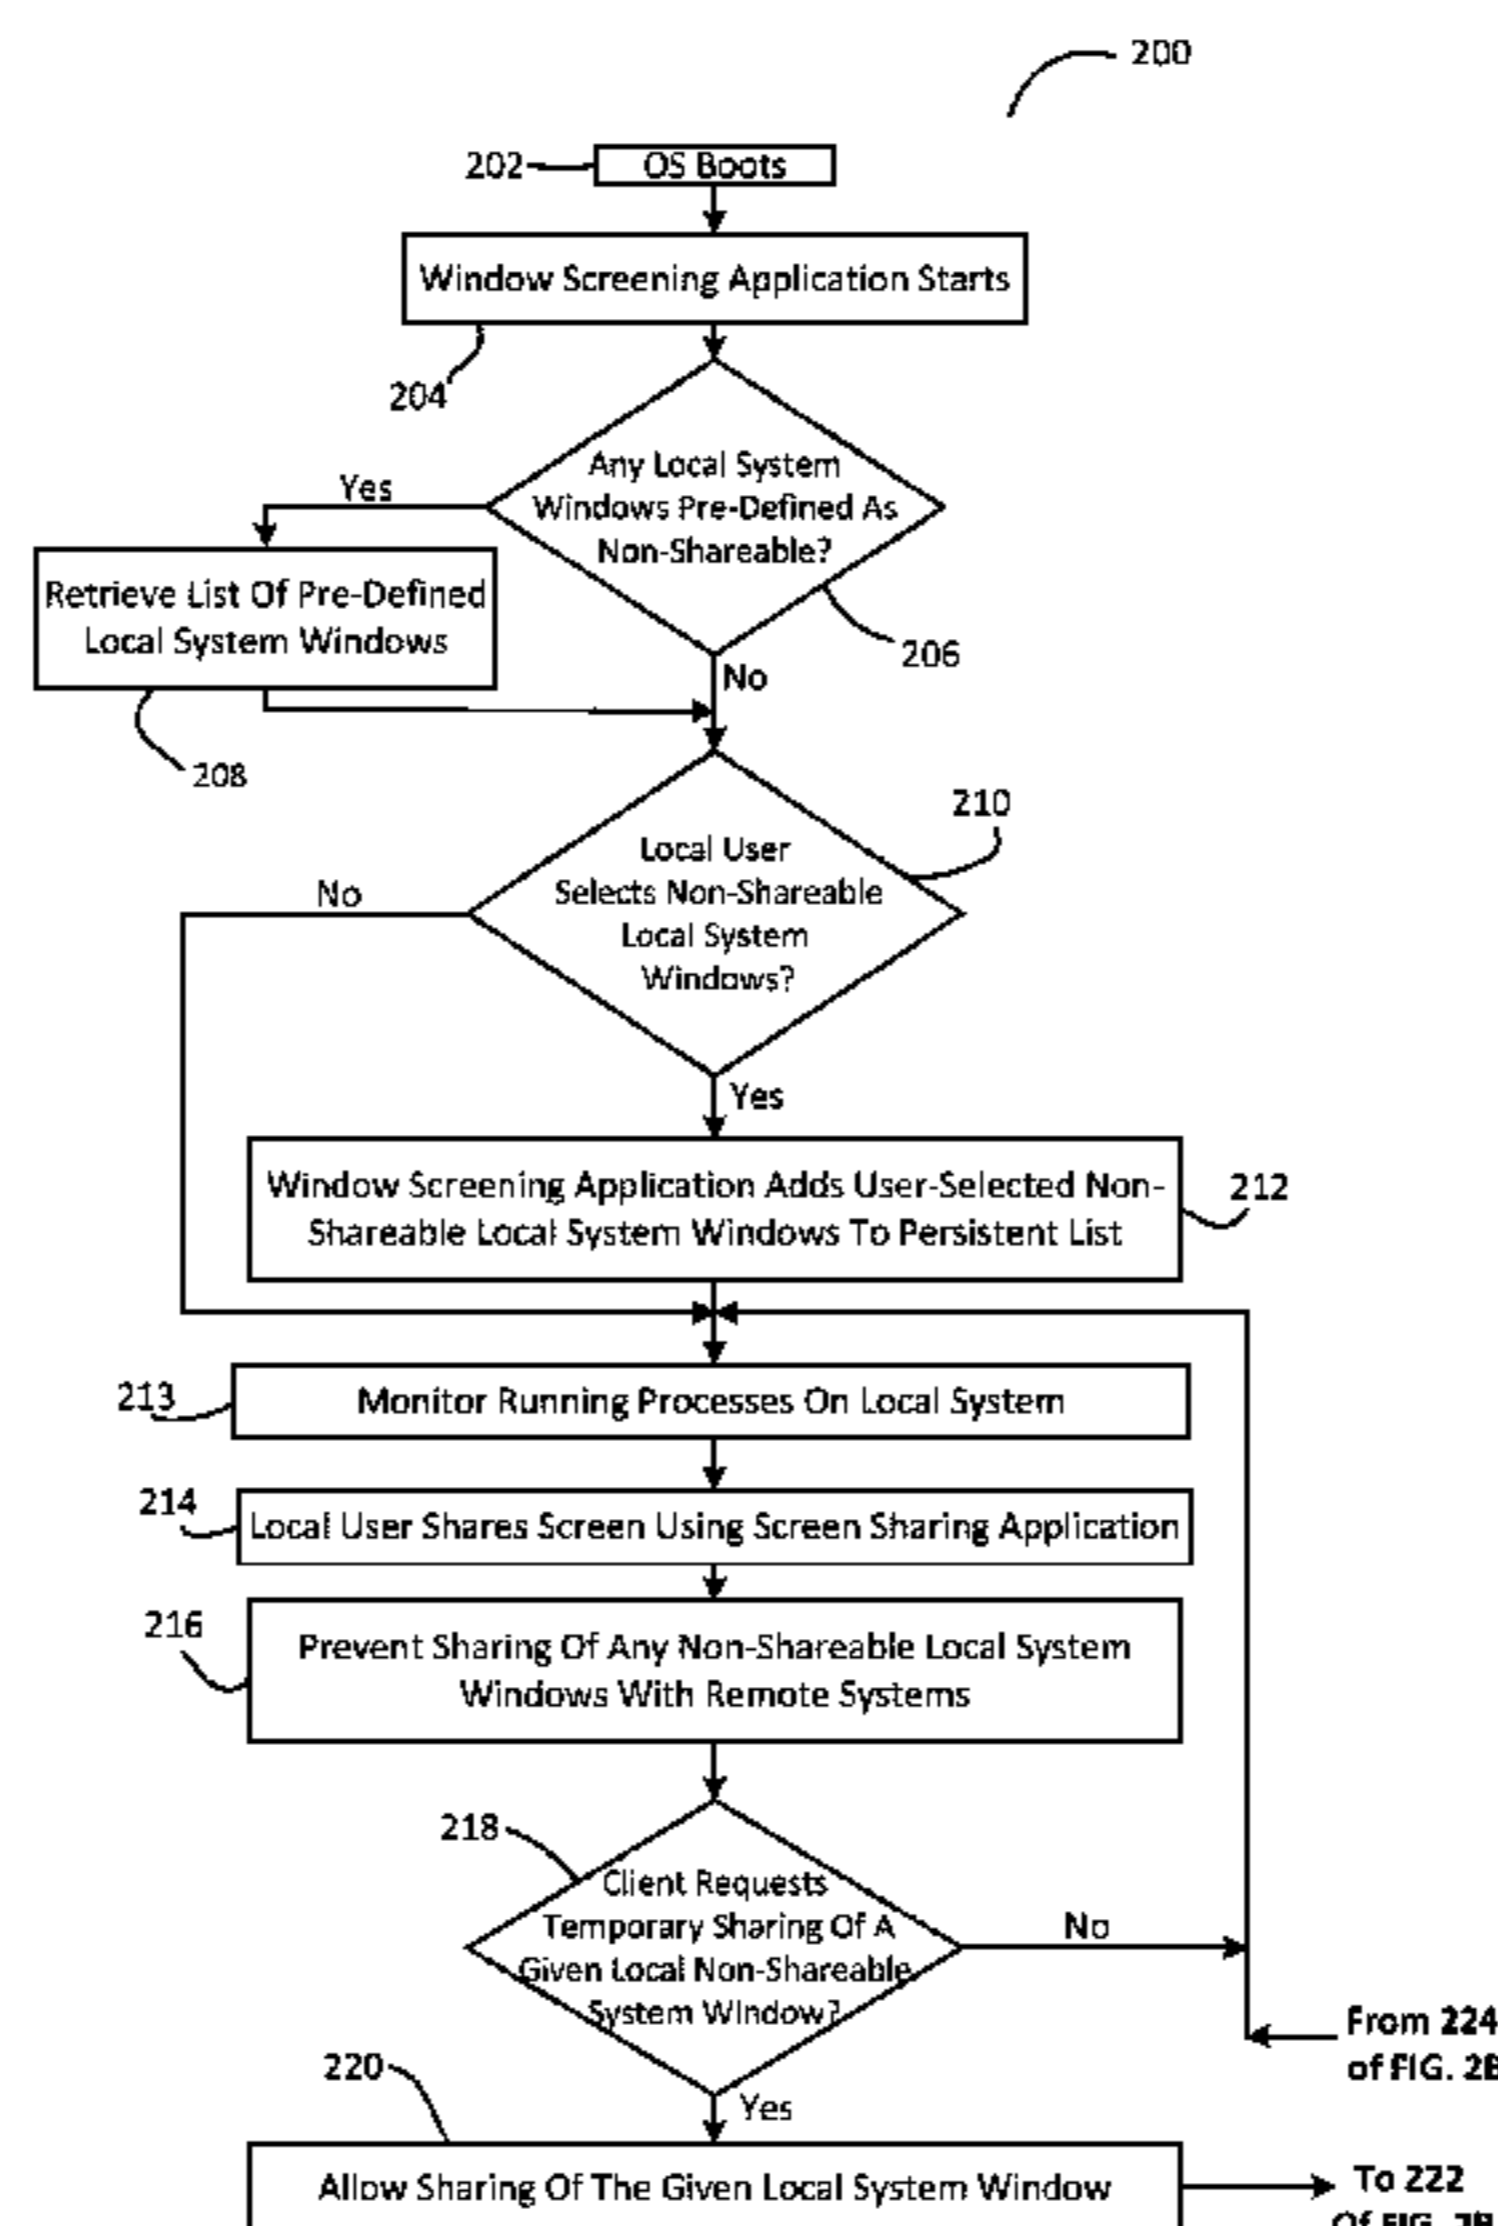 200
202
OS Boots
Window Screening Application Starts
204
Any Local System
Windows Pre-Defined As
Non-Shareable?
206
Yes
No
Retrieve List Of Pre-Defined
Local System Windows
208
210
Local User
Selects Non-Shareable
Local System
Windows?
No
Yes
Window Screening Application Adds User-Selected Non-
Shareable Local System Windows To Persistent List
212
213
Monitor Running Processes On Local System
214
Local User Shares Screen Using Screen Sharing Application
216
Prevent Sharing Of Any Non-Shareable Local System
Windows With Remote Systems
218
Client Requests
Temporary Sharing Of A
Given Local Non-Shareable
System Window?
No
From 224
of FIG. 2B
220
Yes
Allow Sharing Of The Given Local System Window
To 222
Of FIG. 2B